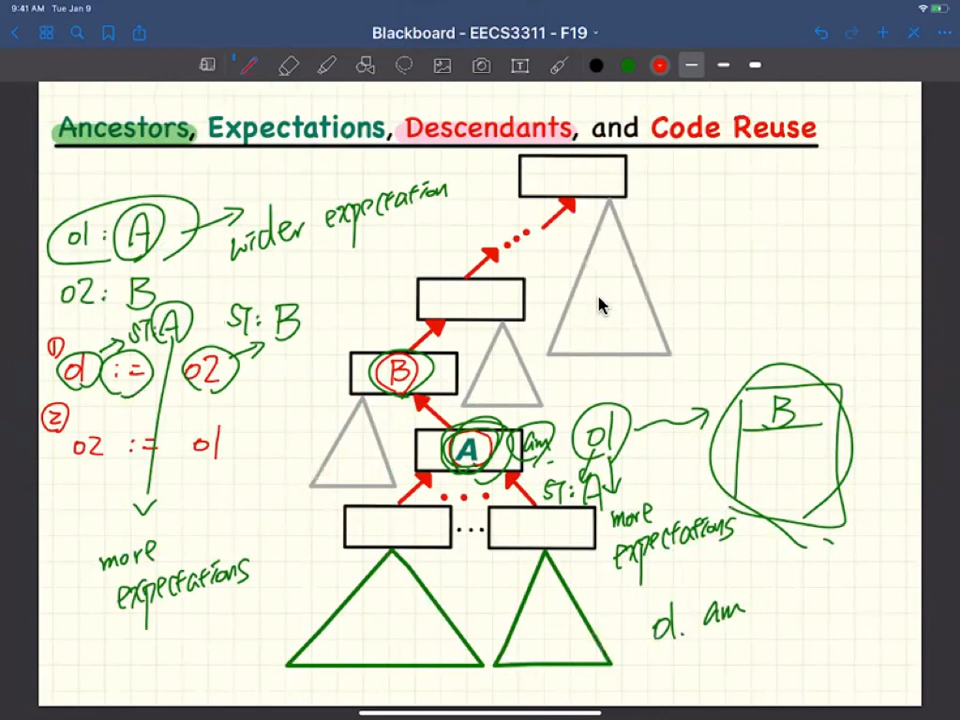 9:41 AM Tue Jan 9
Blackboard - EECS3311 - F19
Ancestors, Expectations, Descendants, and Code Reuse
o1 : A
wider expectation
o2 : B
ST: A
ST: B
① o1 := o2
② o2 := o1
more
expectations
B
A
am
o1
ST: A
more
expectations
B
o1. am